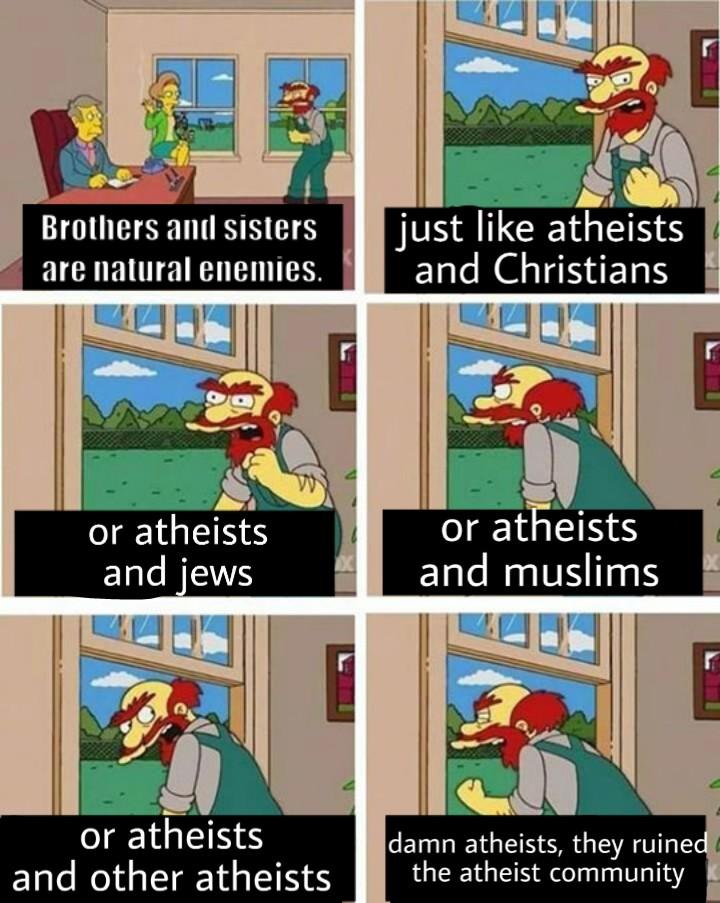 Brothers and sisters
are natural enemies.
just like atheists
and Christians
or atheists
and jews
or atheists
and muslims
or atheists
and other atheists
damn atheists, they ruined
the atheist community